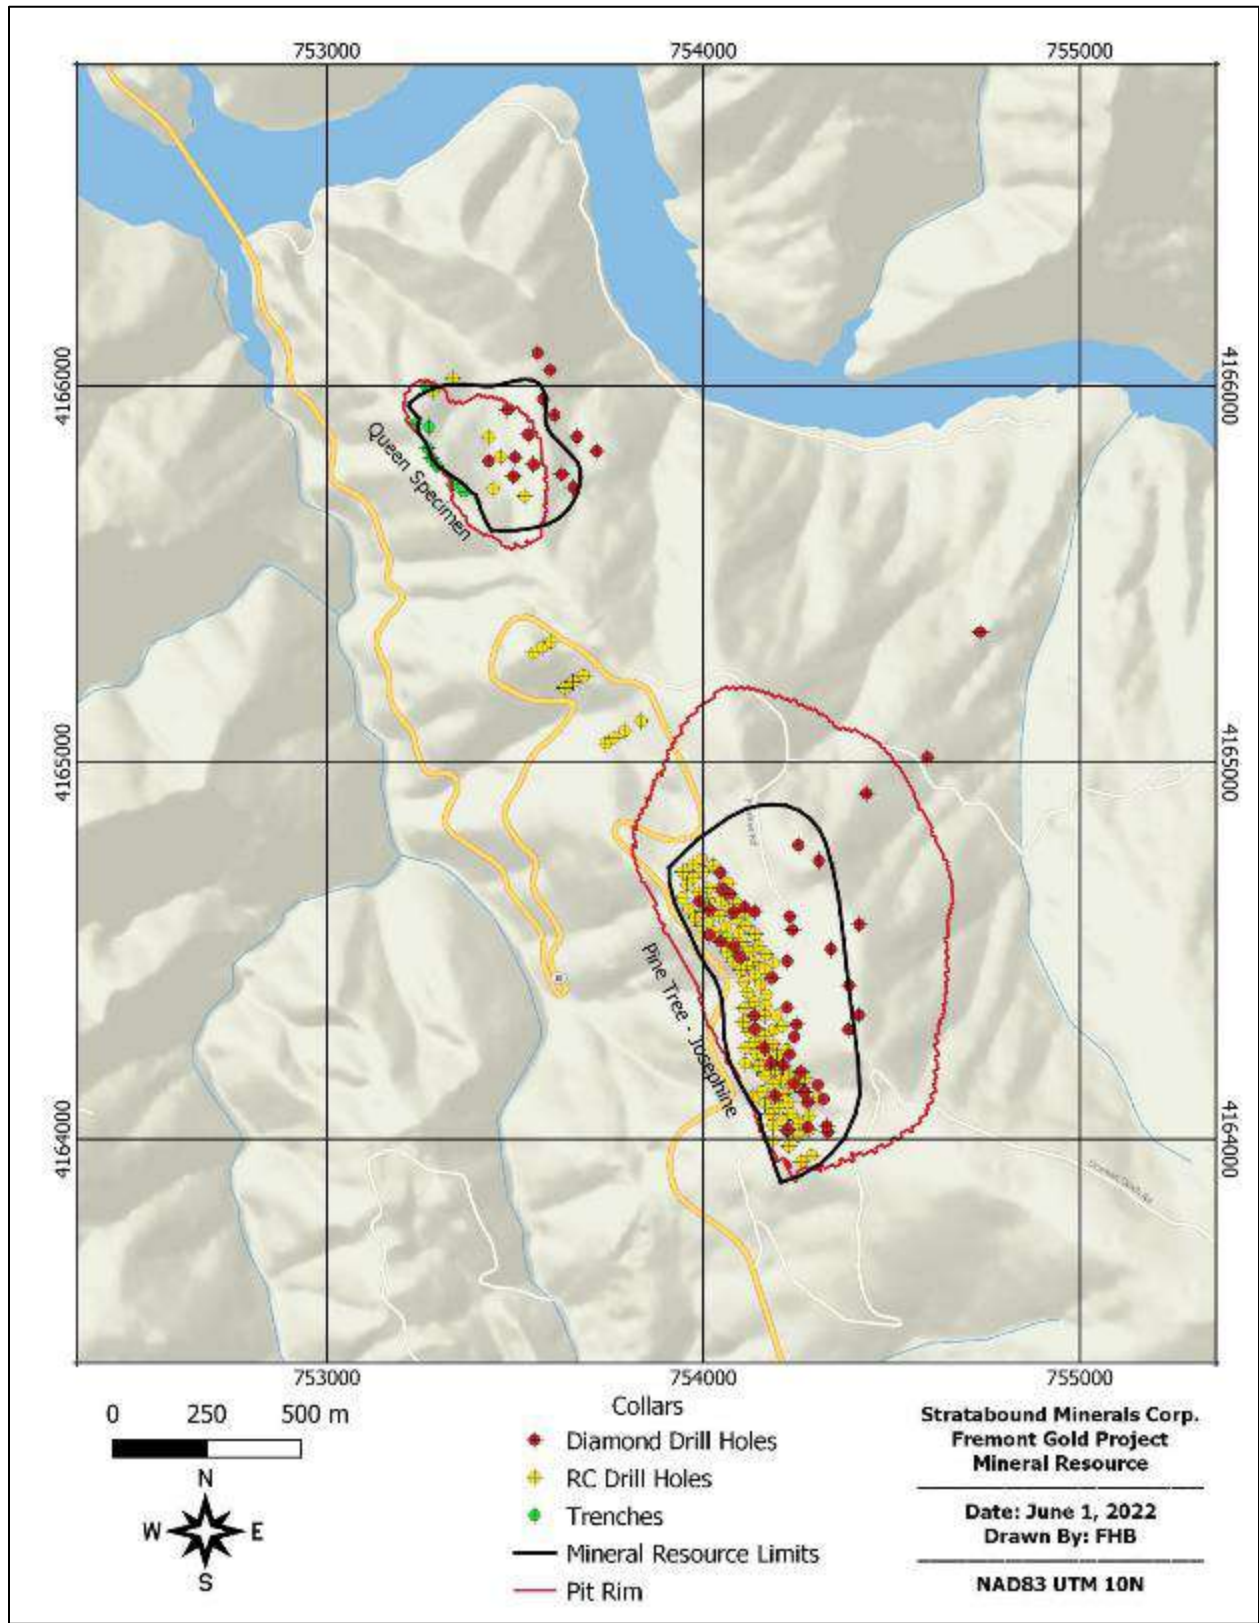 753000
754000
755000
4166000
4166000
Queen Specimen
4165000
4165000
Pine Tree - Josephine
4164000
4164000
753000
754000
755000
0 250 500 m
N
W E
S
Collars
Diamond Drill Holes
RC Drill Holes
Trenches
Mineral Resource Limits
Pit Rim
Stratabound Minerals Corp.
Fremont Gold Project
Mineral Resource
Date: June 1, 2022
Drawn By: FHB
NAD83 UTM 10N